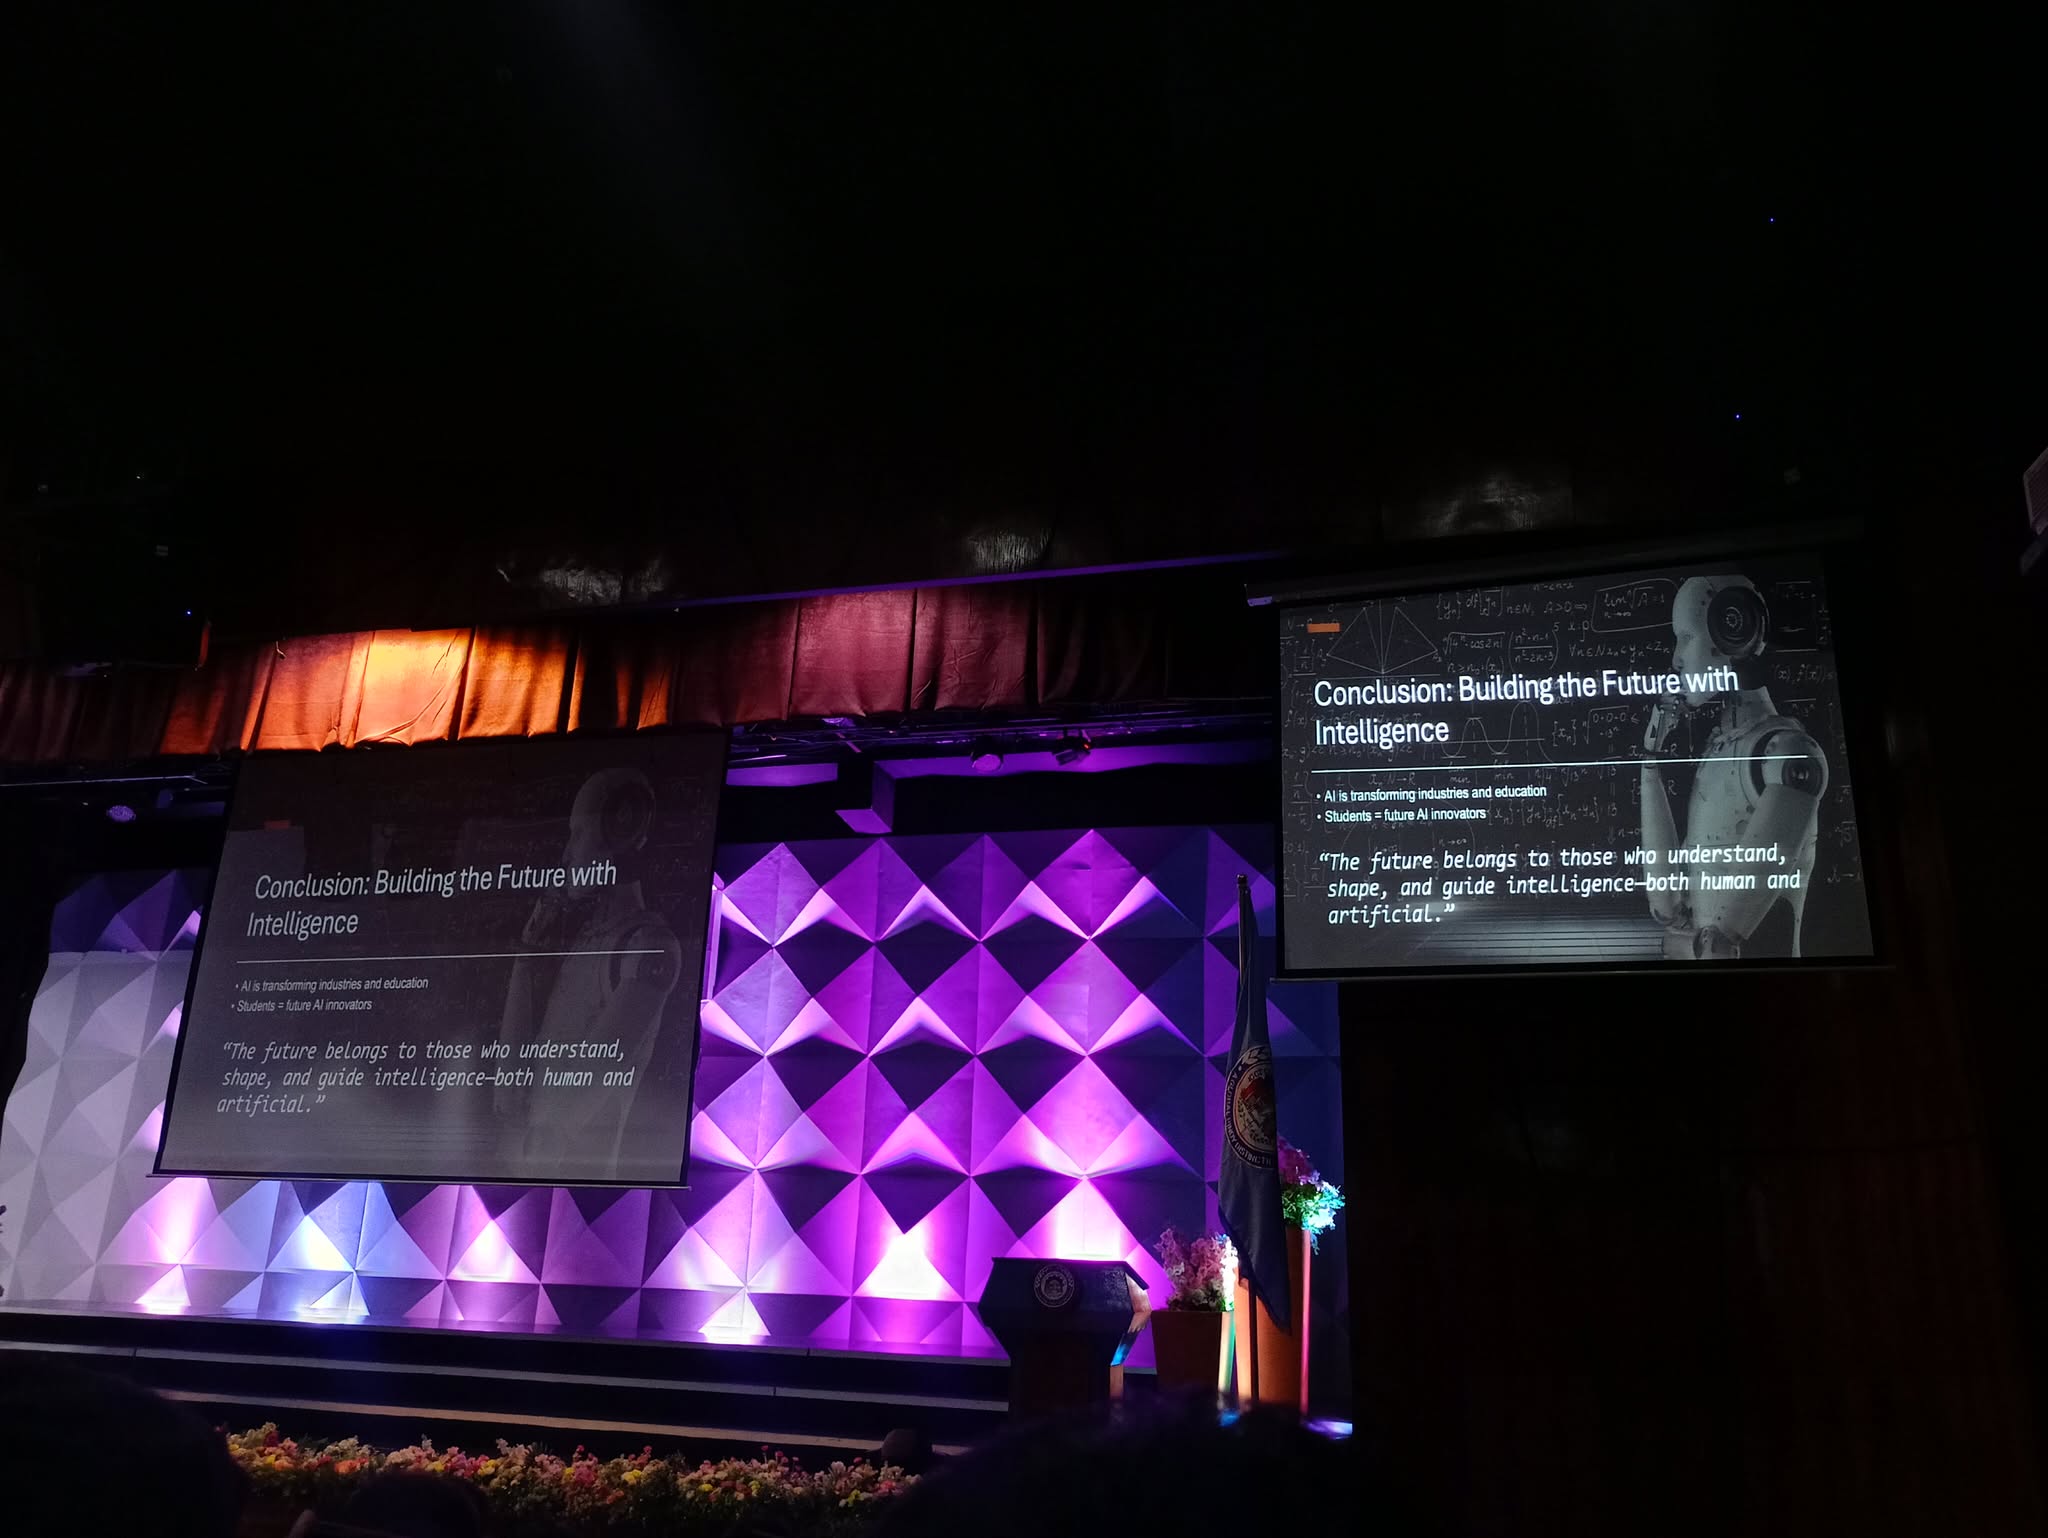 Conclusion: Building the Future with
Intelligence
• AI is transforming industries and education
• Students = future AI innovators
“The future belongs to those who understand,
shape, and guide intelligence—both human and
artificial.”
Conclusion: Building the Future with
Intelligence
• AI is transforming industries and education
• Students = future AI innovators
“The future belongs to those who understand,
shape, and guide intelligence—both human and
artificial.”